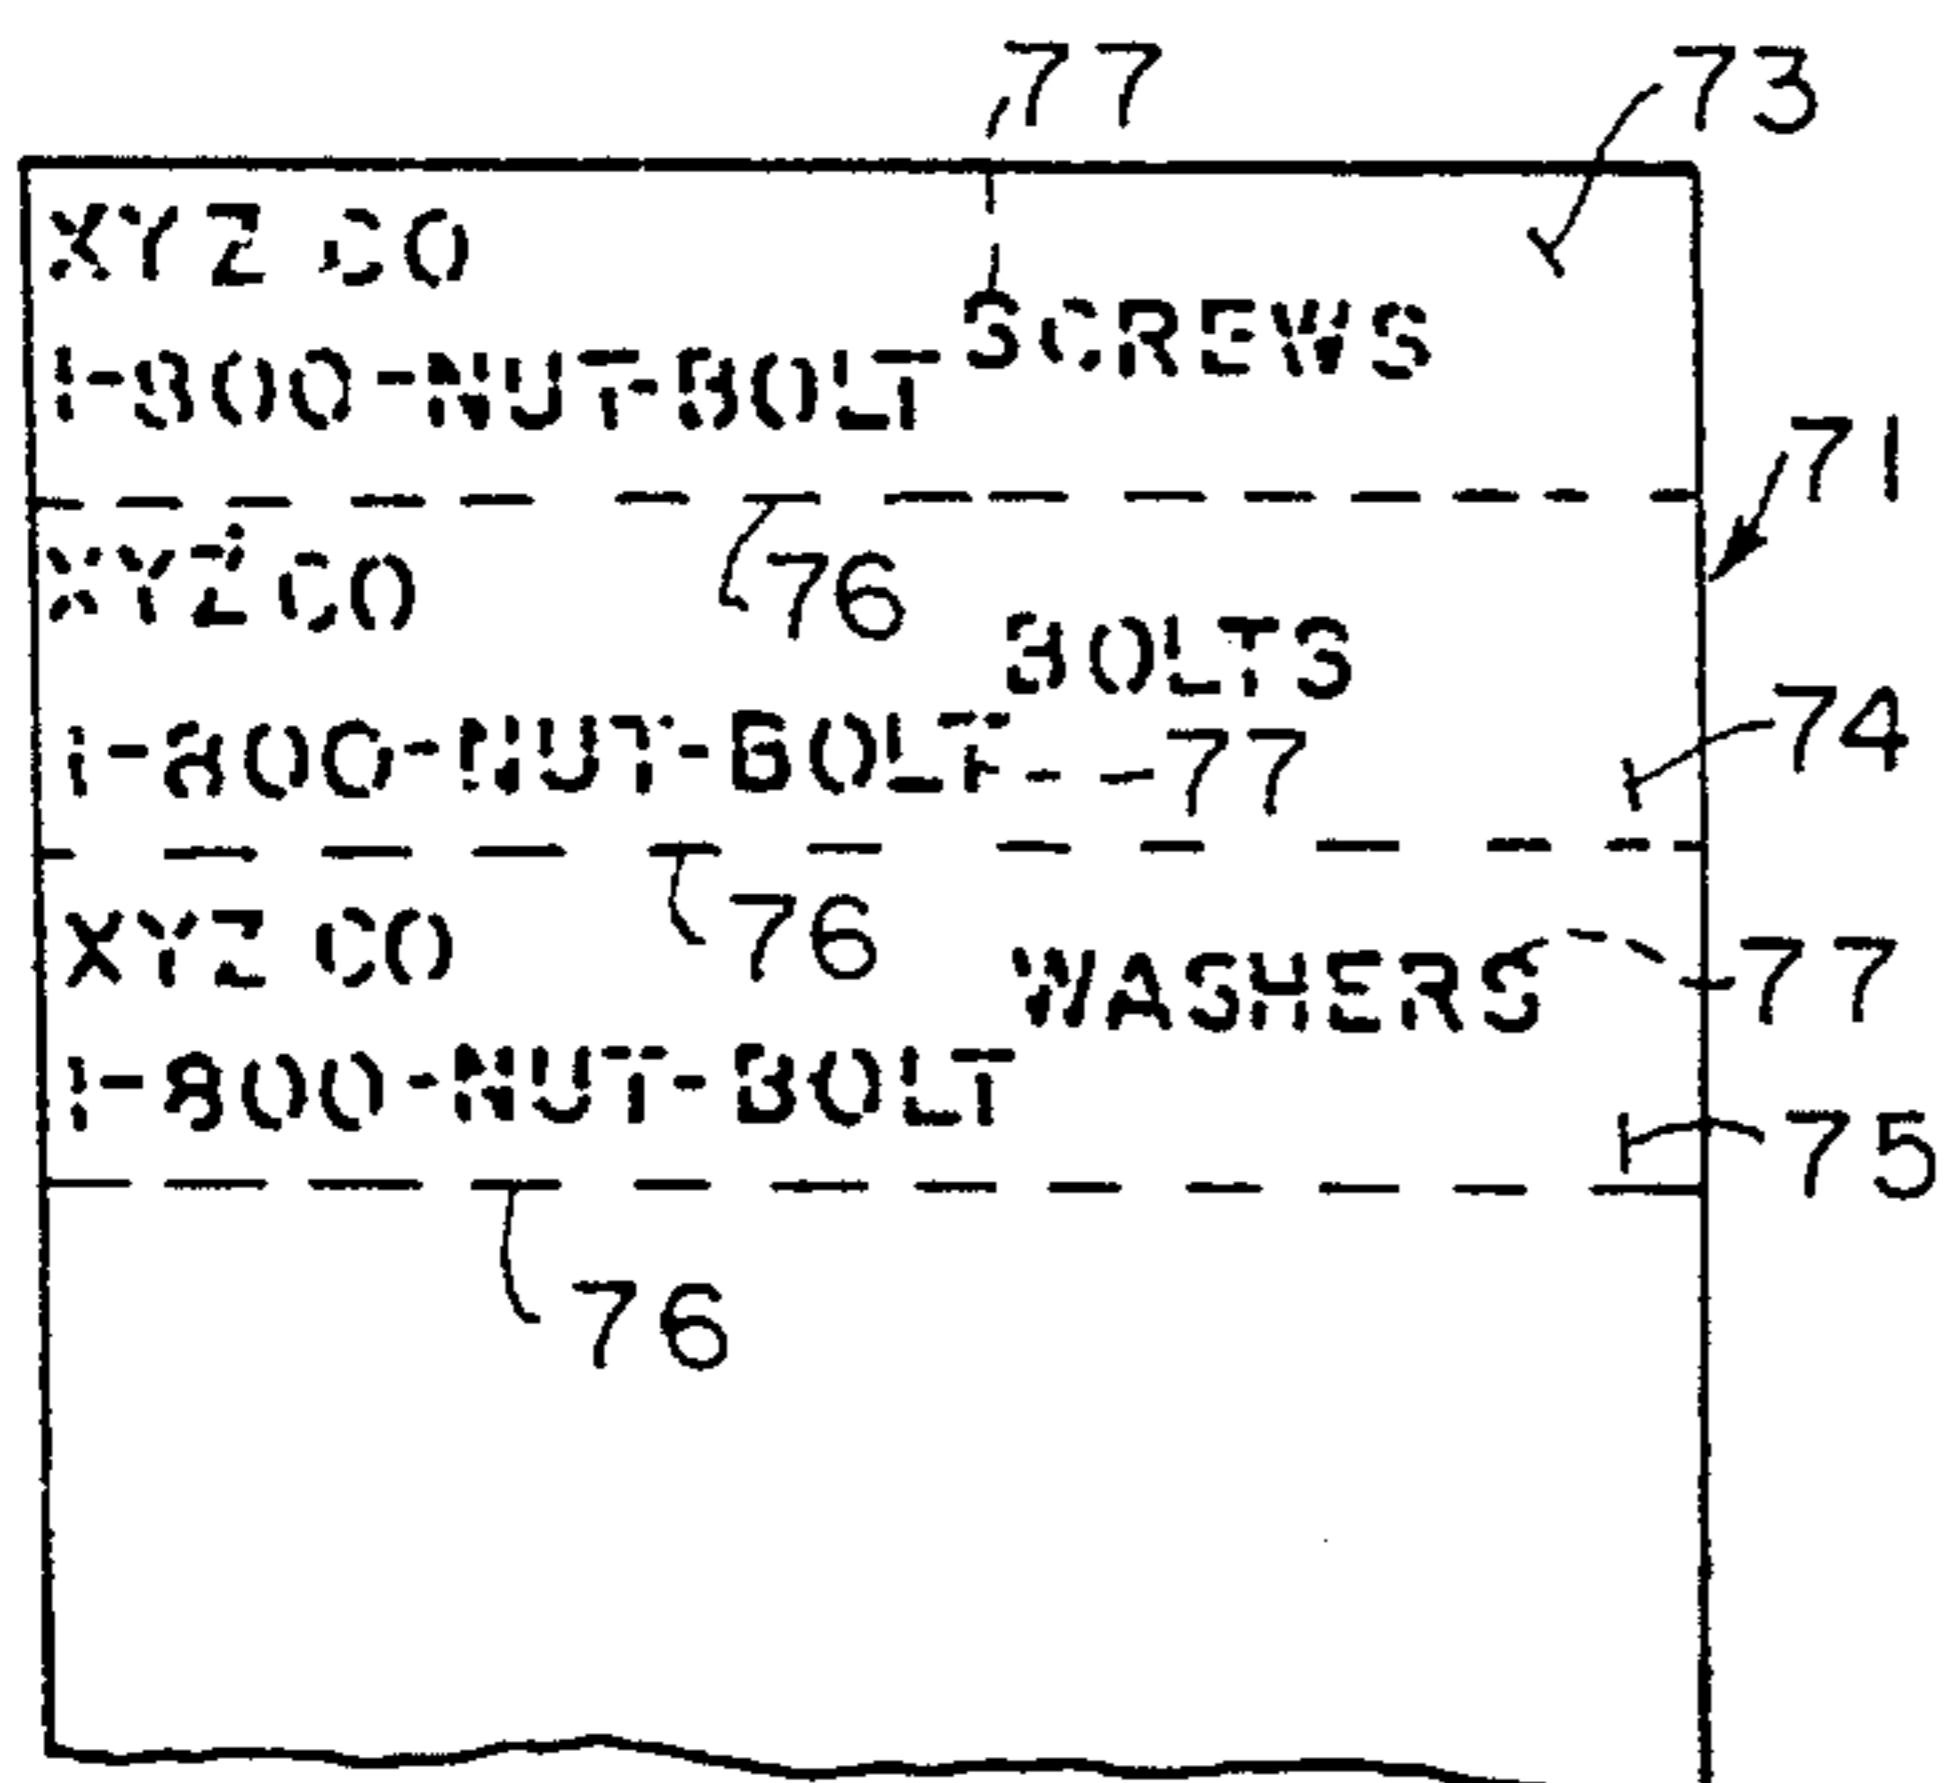 77 73
XYZ CO
SCREWS
1-800-NUT-BOLT
71
XYZ CO
76
BOLTS
74
1-800-NUT-BOLT 77
XYZ CO
76
WASHERS 77
1-800-NUT-BOLT
75
76